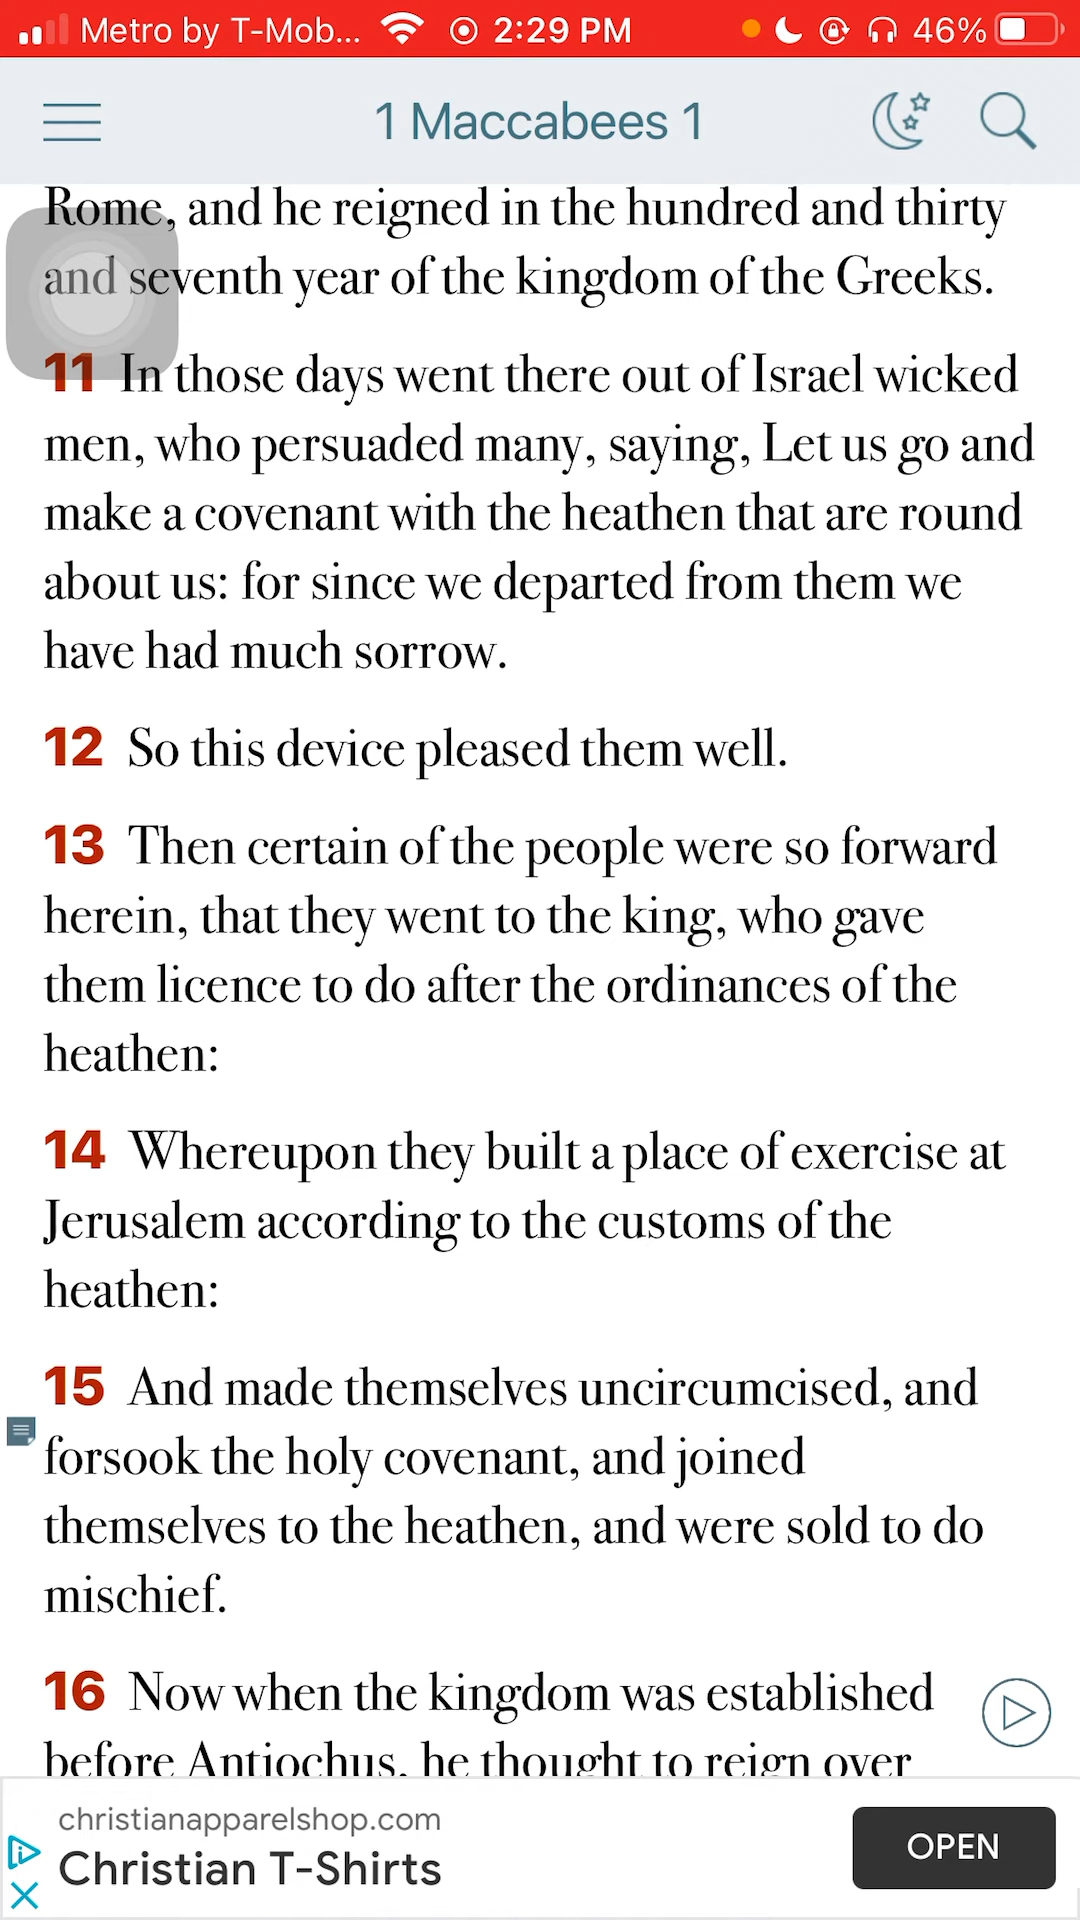 Metro by T-Mob... 2:29 PM 46%
1 Maccabees 1
Rome, and he reigned in the hundred and thirty
and seventh year of the kingdom of the Greeks.
11 In those days went there out of Israel wicked
men, who persuaded many, saying, Let us go and
make a covenant with the heathen that are round
about us: for since we departed from them we
have had much sorrow.
12 So this device pleased them well.
13 Then certain of the people were so forward
herein, that they went to the king, who gave
them licence to do after the ordinances of the
heathen:
14 Whereupon they built a place of exercise at
Jerusalem according to the customs of the
heathen:
15 And made themselves uncircumcised, and
forsook the holy covenant, and joined
themselves to the heathen, and were sold to do
mischief.
16 Now when the kingdom was established
before Antiochus, he thought to reign over
christianapparelshop.com
Christian T-Shirts
OPEN